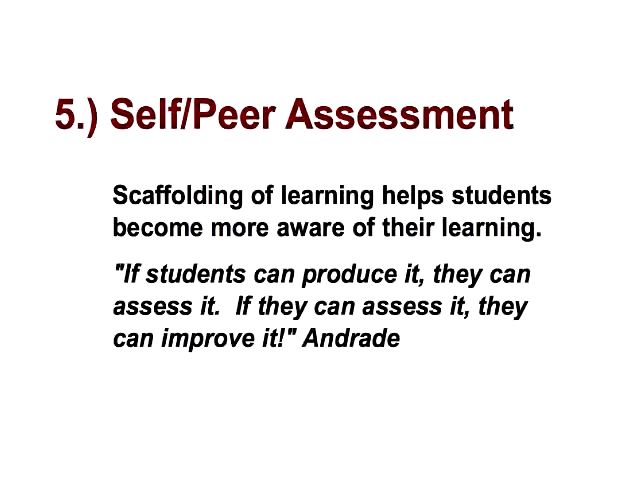 5.) Self/Peer Assessment
Scaffolding of learning helps students
become more aware of their learning.
"If students can produce it, they can
assess it.  If they can assess it, they
can improve it!" Andrade